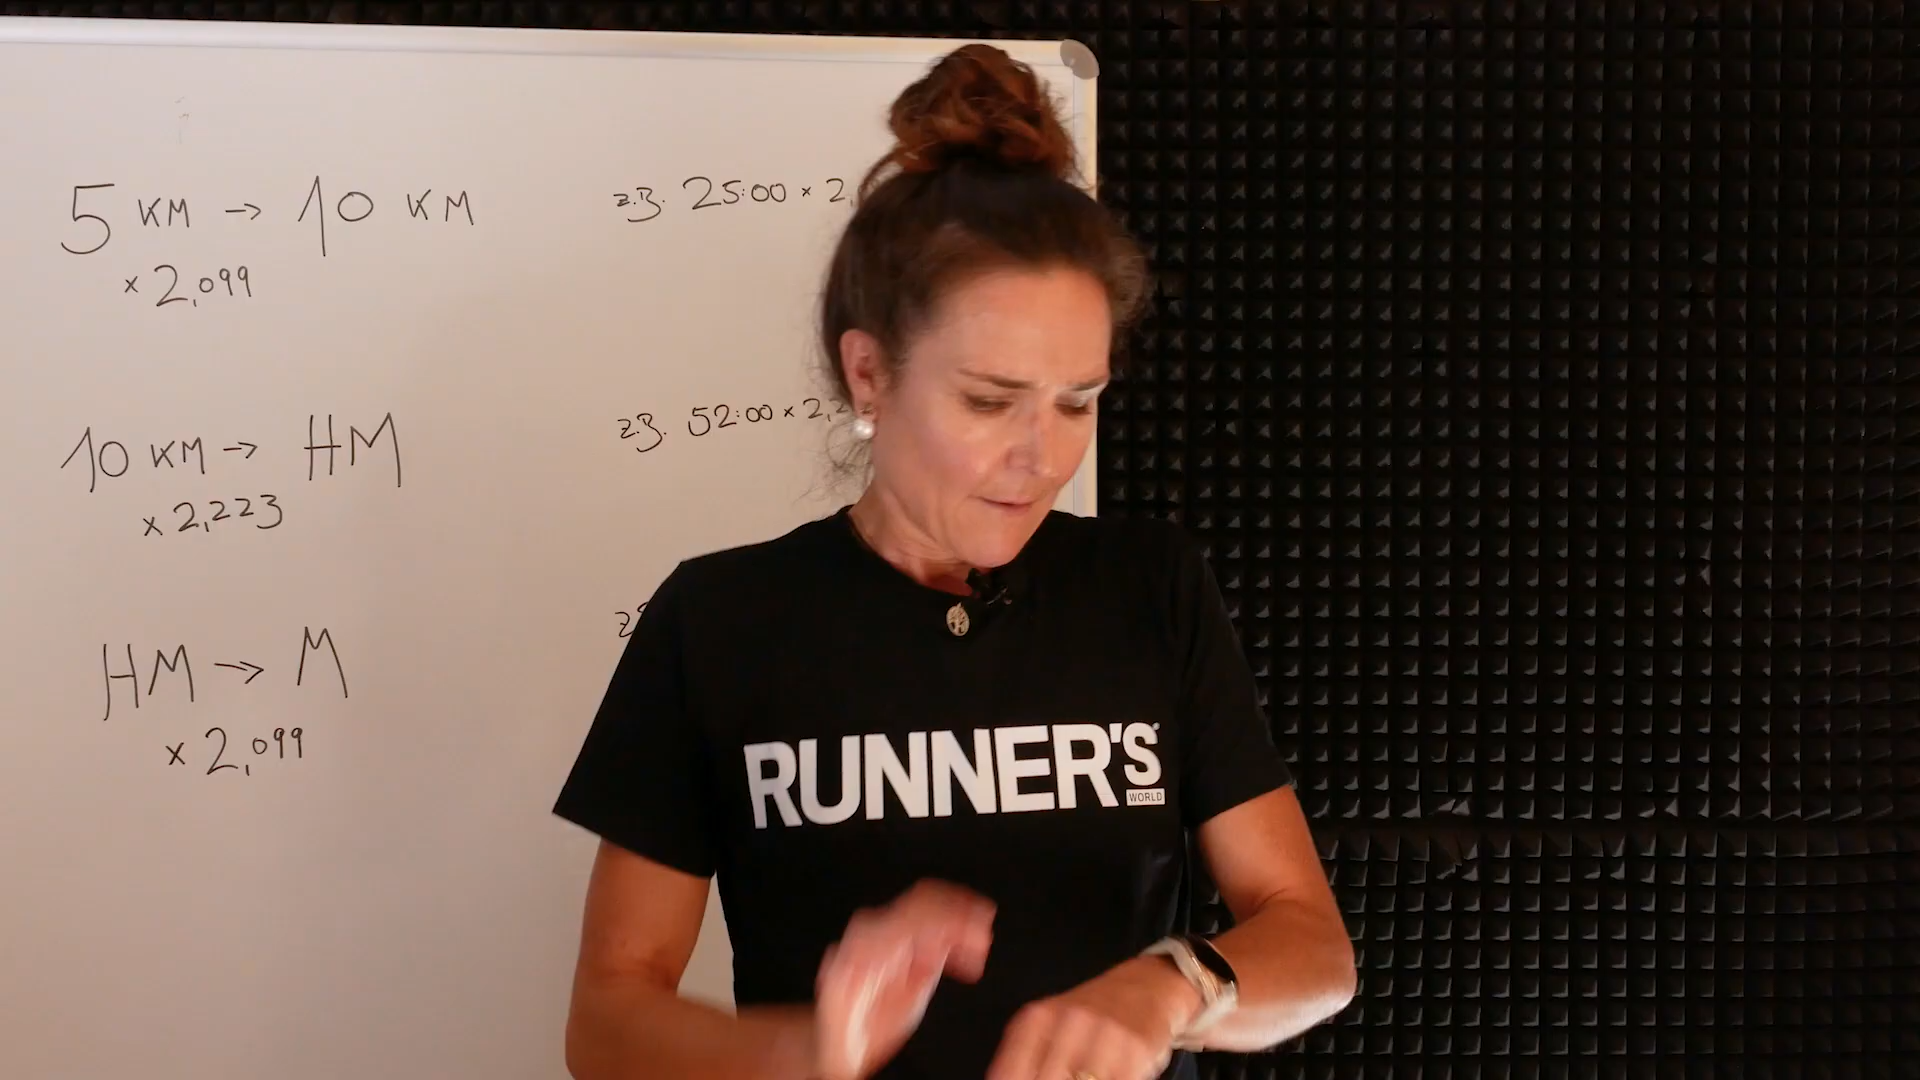 5 KM → 10 KM
× 2,099
z.B. 25:00 × 2,
10 KM → HM
× 2,223
z.B. 52:00 × 2,2
HM → M
× 2,099
RUNNER'S
WORLD